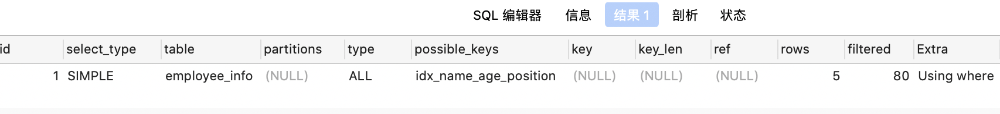 SQL 编辑器 信息 结果 1 剖析 状态
id select_type table partitions type possible_keys key key_len ref rows filtered Extra
1 SIMPLE employee_info (NULL) ALL idx_name_age_position (NULL) (NULL) (NULL) 5 80 Using where